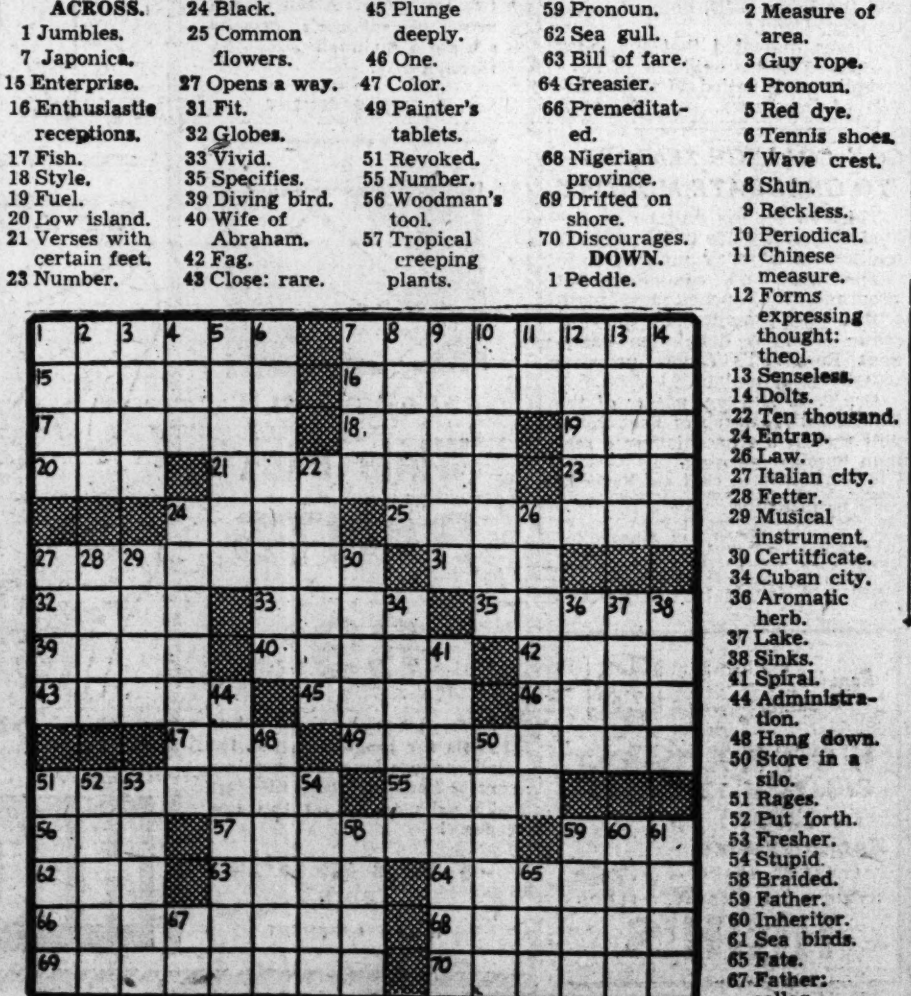 ACROSS.
1 Jumbles.
7 Japonica.
15 Enterprise.
16 Enthusiastic
receptions.
17 Fish.
18 Style.
19 Fuel.
20 Low island.
21 Verses with
certain feet.
23 Number.
24 Black.
25 Common
flowers.
27 Opens a way.
31 Fit.
32 Globes.
33 Vivid.
35 Specifies.
39 Diving bird.
40 Wife of
Abraham.
42 Fag.
43 Close: rare.
45 Plunge
deeply.
46 One.
47 Color.
49 Painter's
tablets.
51 Revoked.
55 Number.
56 Woodman's
tool.
57 Tropical
creeping
plants.
59 Pronoun.
62 Sea gull.
63 Bill of fare.
64 Greasier.
66 Premeditat-
ed.
68 Nigerian
province.
69 Drifted on
shore.
70 Discourages.
DOWN.
1 Peddle.
2 Measure of
area.
3 Guy rope.
4 Pronoun.
5 Red dye.
6 Tennis shoes.
7 Wave crest.
8 Shun.
9 Reckless.
10 Periodical.
11 Chinese
measure.
12 Forms
expressing
thought:
theol.
13 Senseless.
14 Dolts.
22 Ten thousand.
24 Entrap.
26 Law.
27 Italian city.
28 Fetter.
29 Musical
instrument.
30 Certitficate.
34 Cuban city.
36 Aromatic
herb.
37 Lake.
38 Sinks.
41 Spiral.
44 Administra-
tion.
48 Hang down.
50 Store in a
silo.
51 Rages.
52 Put forth.
53 Fresher.
54 Stupid.
58 Braided.
59 Father.
60 Inheritor.
61 Sea birds.
65 Fate.
67 Father:
1 2 3 4 5 6 7 8 9 10 11 12 13 14
15 16
17 18 19
20 21 22 23
24 25 26
27 28 29 30 31
32 33 34 35 36 37 38
39 40 41 42
43 44 45 46
47 48 49 50
51 52 53 54 55
56 57 58 59 60 61
62 63 64 65
66 67 68
69 70